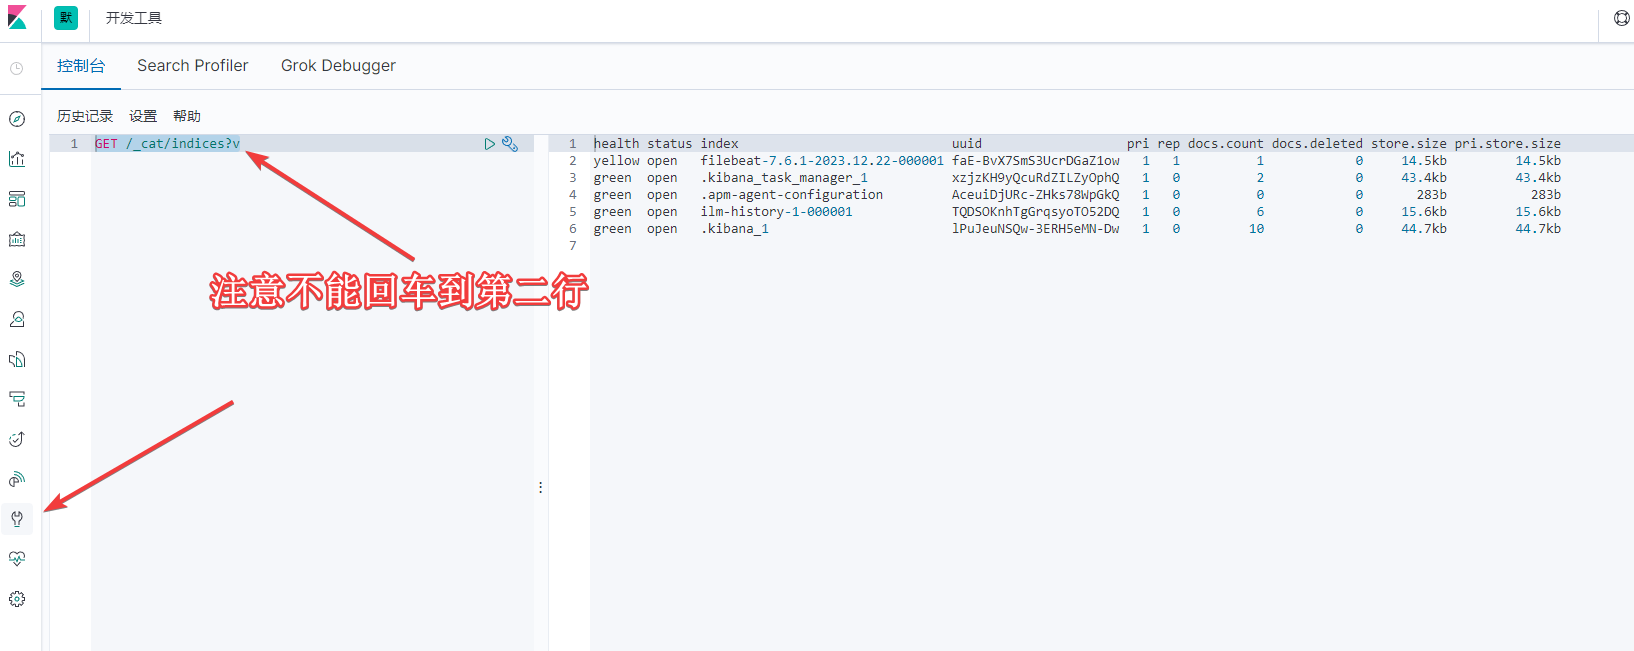 默 开发工具
控制台 Search Profiler Grok Debugger
历史记录 设置 帮助
1 GET /_cat/indices?v
注意不能回车到第二行
1 health status index uuid pri rep docs.count docs.deleted store.size pri.store.size
2 yellow open filebeat-7.6.1-2023.12.22-000001 faE-BvX7SmS3UcrDGaZ1ow 1 1 1 0 14.5kb 14.5kb
3 green open .kibana_task_manager_1 xzjzKH9yQcuRdZILZyOphQ 1 0 2 0 43.4kb 43.4kb
4 green open .apm-agent-configuration AceuiDjURc-ZHks78WpGkQ 1 0 0 0 283b 283b
5 green open ilm-history-1-000001 TQDSOKnhTgGrqsyoTO52DQ 1 0 6 0 15.6kb 15.6kb
6 green open .kibana_1 lPuJeuNSQw-3ERH5eMN-Dw 1 0 10 0 44.7kb 44.7kb
7